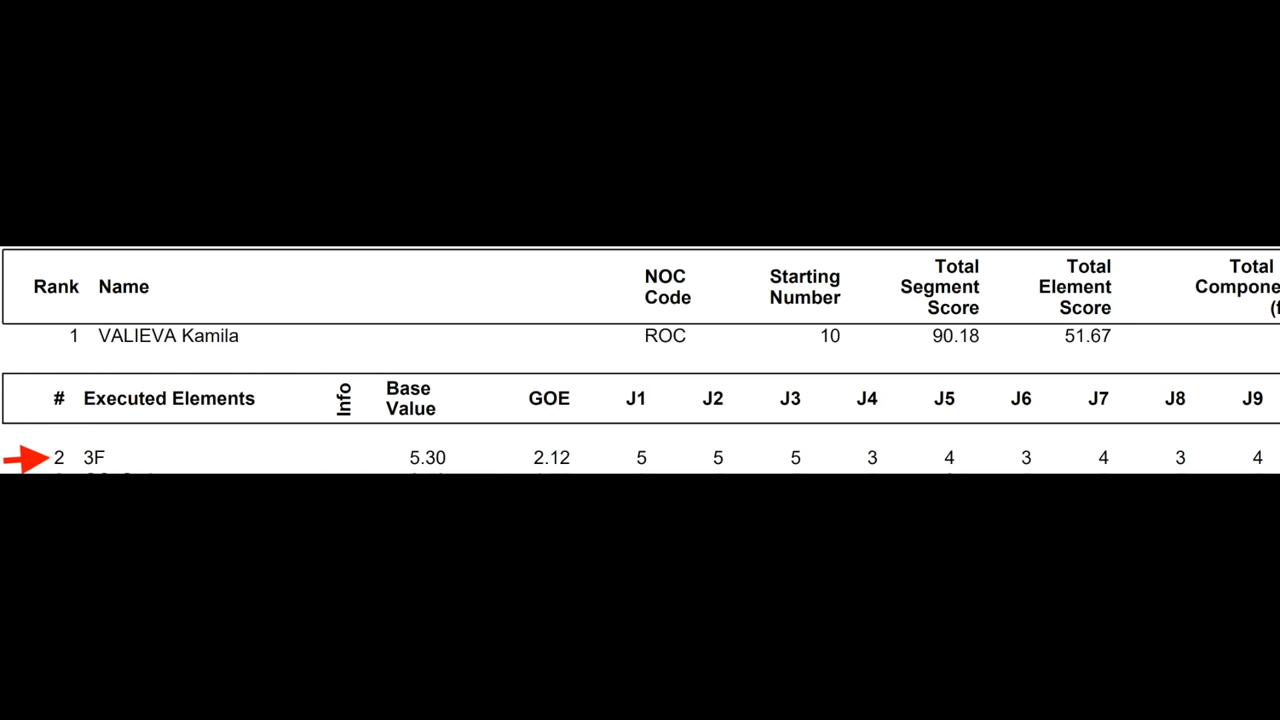 Rank Name NOC Code Starting Number Total Segment Score Total Element Score Total Compone (f
1 VALIEVA Kamila ROC 10 90.18 51.67
# Executed Elements Info Base Value GOE J1 J2 J3 J4 J5 J6 J7 J8 J9
2 3F 5.30 2.12 5 5 5 3 4 3 4 3 4